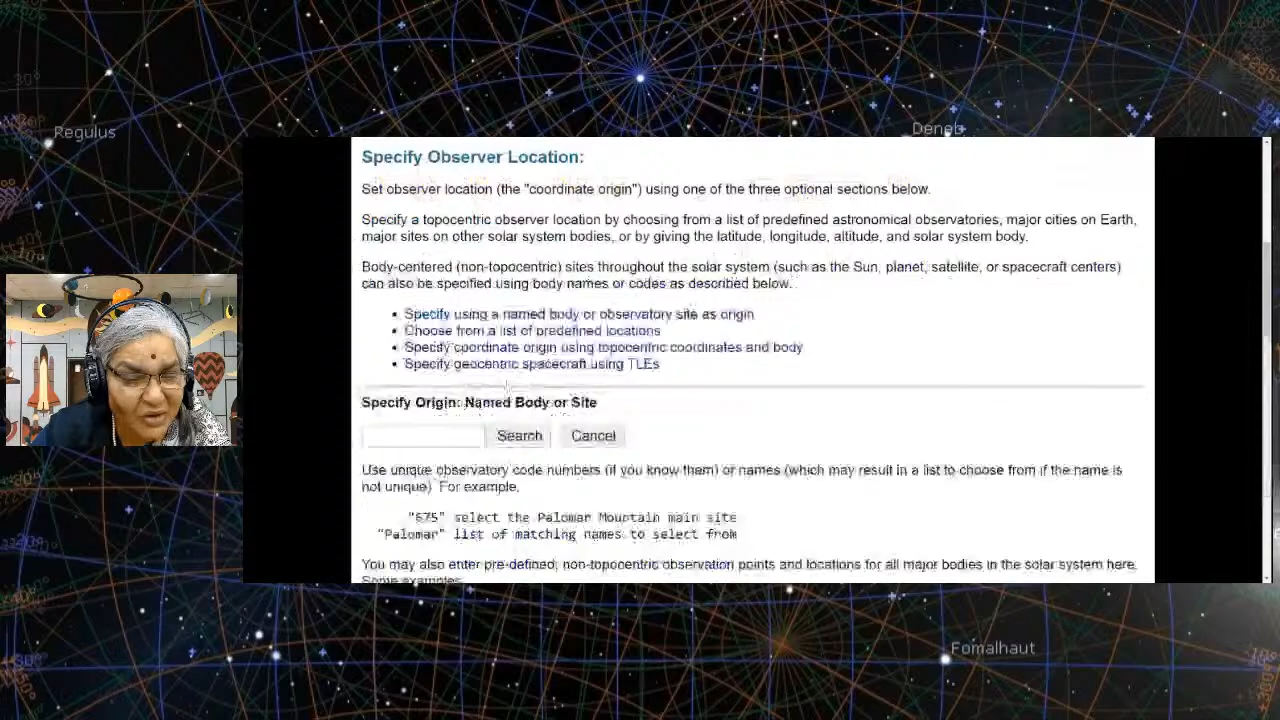 Regulus
Deneb
Specify Observer Location:
Set observer location (the "coordinate origin") using one of the three optional sections below.
Specify a topocentric observer location by choosing from a list of predefined astronomical observatories, major cities on Earth,
major sites on other solar system bodies, or by giving the latitude, longitude, altitude, and solar system body.
Body-centered (non-topocentric) sites throughout the solar system (such as the Sun, planet, satellite, or spacecraft centers)
can also be specified using body names or codes as described below.
• Specify using a named body or observatory site as origin
• Choose from a list of predefined locations
• Specify coordinate origin using topocentric coordinates and body
• Specify geocentric spacecraft using TLEs
Specify Origin: Named Body or Site
Search Cancel
Use unique observatory code numbers (if you know them) or names (which may result in a list to choose from if the name is
not unique). For example,
"675" select the Palomar Mountain main site
"Palomar" list of matching names to select from
You may also enter pre-defined, non-topocentric observation points and locations for all major bodies in the solar system here.
Some examples
Fomalhaut